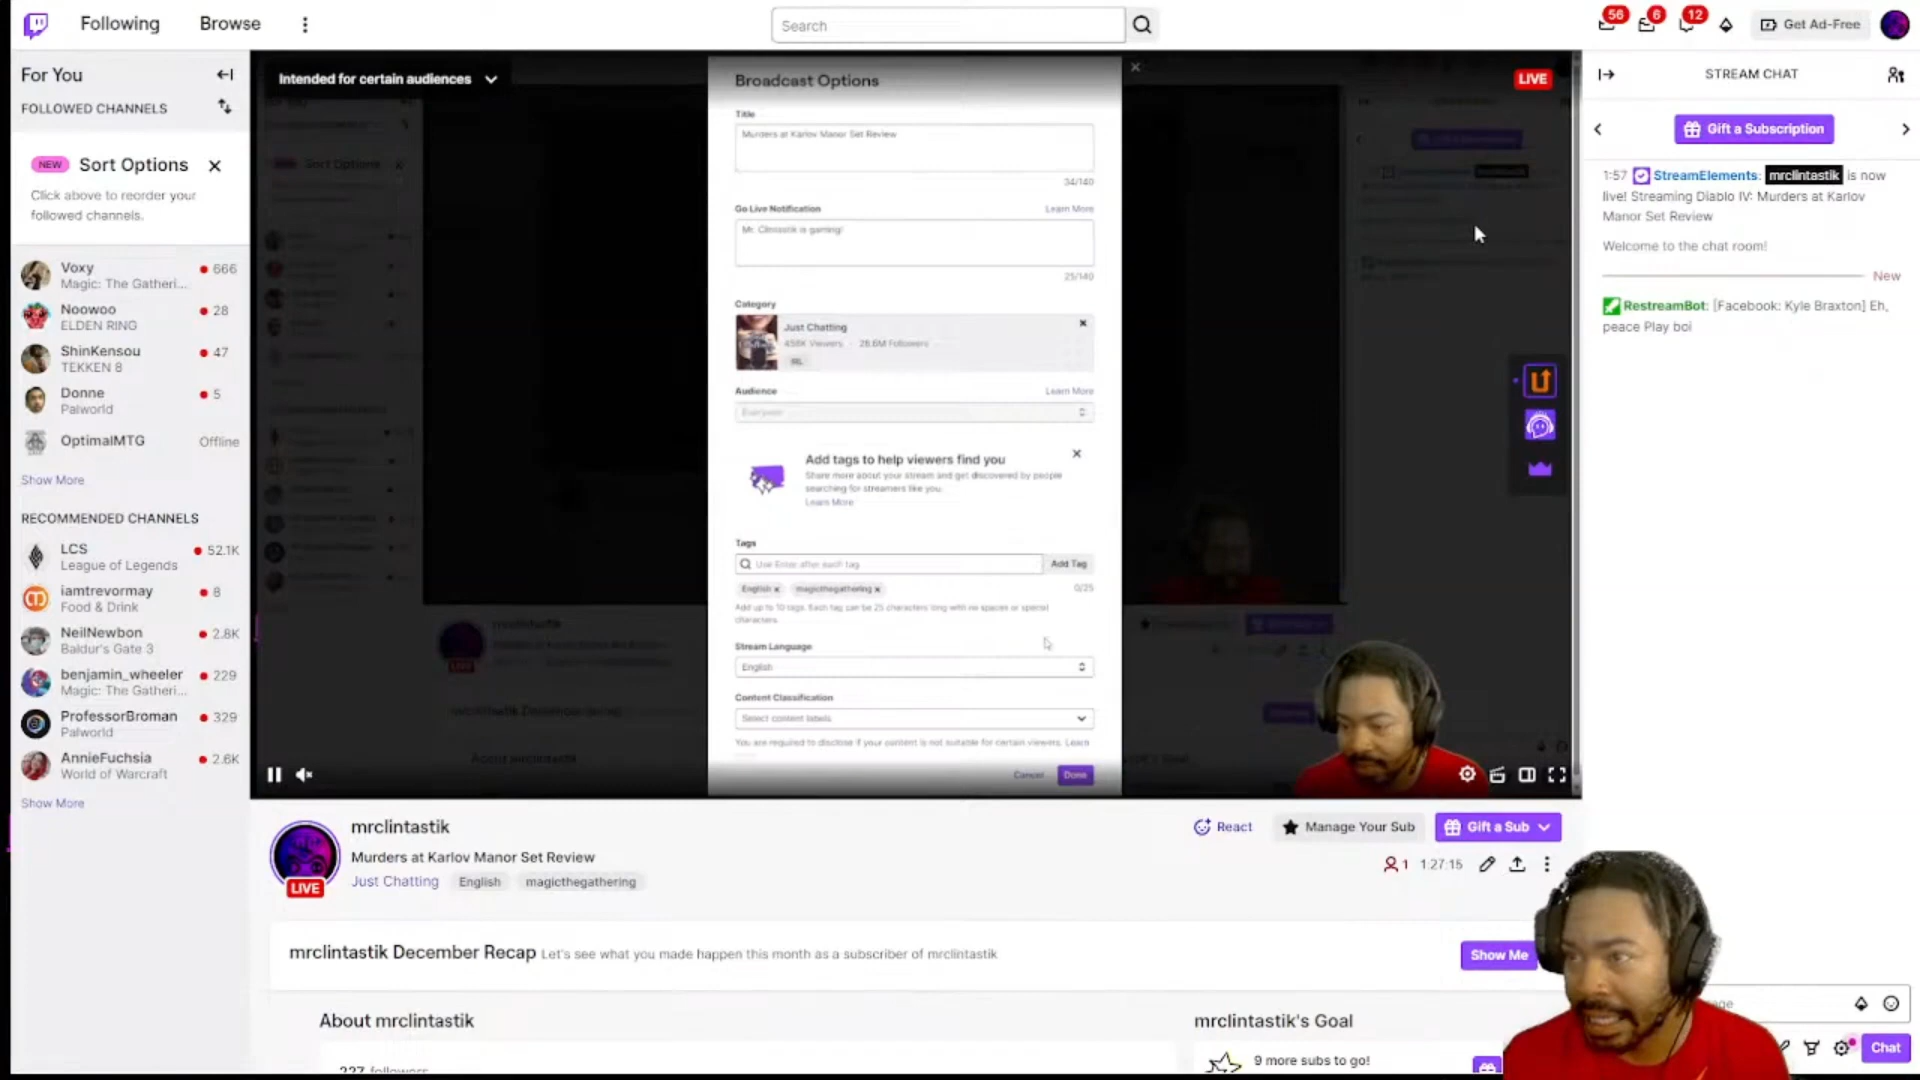 Following
Browse
Search
56
6
12
Get Ad-Free
For You
FOLLOWED CHANNELS
NEW Sort Options
Click above to reorder your
followed channels.
Voxy
666
Magic: The Gatheri...
Noowoo
28
ELDEN RING
ShinKensou
47
TEKKEN 8
Donne
5
Palworld
OptimalMTG
Offline
Show More
RECOMMENDED CHANNELS
LCS
52.1K
League of Legends
iamtrevormay
8
Food & Drink
NeilNewbon
2.8K
Baldur's Gate 3
benjamin_wheeler
229
Magic: The Gatheri...
ProfessorBroman
329
Palworld
AnnieFuchsia
2.6K
World of Warcraft
Show More
Intended for certain audiences
LIVE
Broadcast Options
Title
Murders at Karlov Manor Set Review
34/140
Go Live Notification
Learn More
Mr. Clintastik is gaming!
25/140
Category
Just Chatting
458K Viewers
28.6M Followers
IRL
Audience
Learn More
Everyone
Add tags to help viewers find you
Share more about your stream and get discovered by people
searching for streamers like you.
Learn More
Tags
Use Enter after each tag
Add Tag
English
magicthegathering
0/25
Add up to 10 tags. Each tag can be 25 characters long with no spaces or special
characters.
Stream Language
English
Content Classification
Select content labels
You are required to disclose if your content is not suitable for certain viewers. Learn
Cancel
Done
Sort Options
mrclintastik
LIVE
mrclintastik December Recap
About mrclintastik
mrclintastik
Murders at Karlov Manor Set Review
LIVE
Just Chatting
English
magicthegathering
React
Manage Your Sub
Gift a Sub
1
1:27:15
mrclintastik December Recap Let's see what you made happen this month as a subscriber of mrclintastik
Show Me
About mrclintastik
227 followers
mrclintastik's Goal
9 more subs to go!
STREAM CHAT
Gift a Subscription
1:57 StreamElements: mrclintastik is now
live! Streaming Diablo IV: Murders at Karlov
Manor Set Review
Welcome to the chat room!
New
RestreamBot: [Facebook: Kyle Braxton] Eh,
peace Play boi
Chat